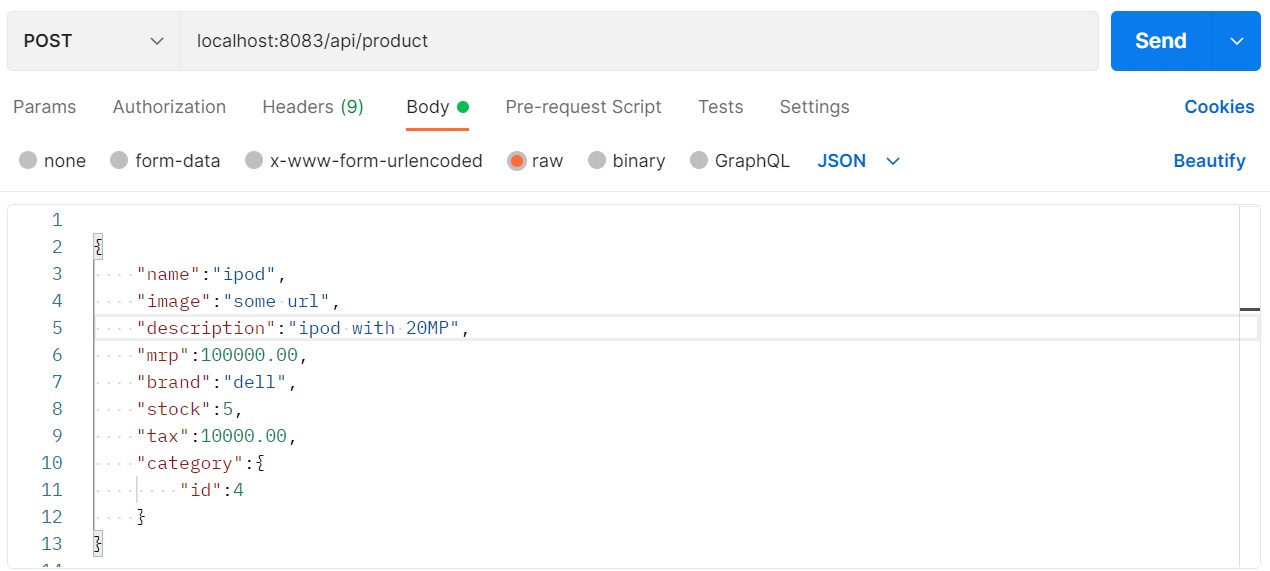 POST localhost:8083/api/product Send
Params Authorization Headers (9) Body Pre-request Script Tests Settings Cookies
none form-data x-www-form-urlencoded raw binary GraphQL JSON Beautify
1
2 {
3 "name":"ipod",
4 "image":"some url",
5 "description":"ipod with 20MP",
6 "mrp":100000.00,
7 "brand":"dell",
8 "stock":5,
9 "tax":10000.00,
10 "category":{
11 "id":4
12 }
13 }